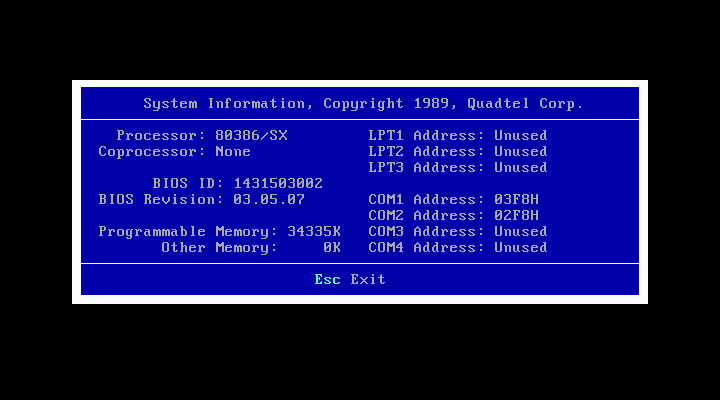 System Information, Copyright 1989, Quadtel Corp.
Processor: 80386/SX LPT1 Address: Unused
Coprocessor: None LPT2 Address: Unused
LPT3 Address: Unused
BIOS ID: 1431503002
BIOS Revision: 03.05.07 COM1 Address: 03F8H
COM2 Address: 02F8H
Programmable Memory: 34335K COM3 Address: Unused
Other Memory: 0K COM4 Address: Unused
Esc Exit